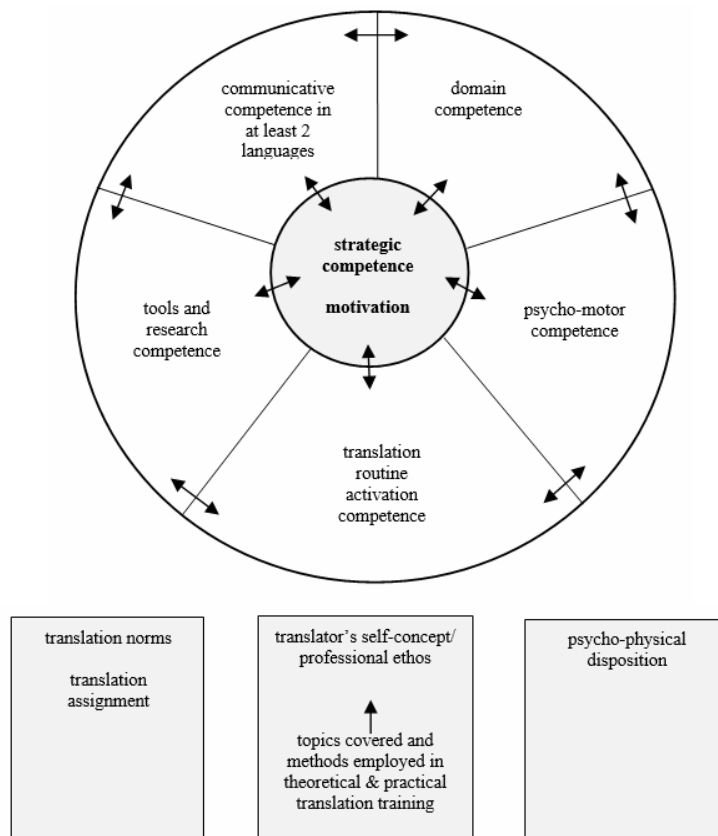 communicative
competence in
at least 2
languages
domain
competence
strategic
competence
motivation
tools and
research
competence
psycho-motor
competence
translation
routine
activation
competence
translation norms
translation
assignment
translator's self-concept/
professional ethos
topics covered and
methods employed in
theoretical & practical
translation training
psycho-physical
disposition